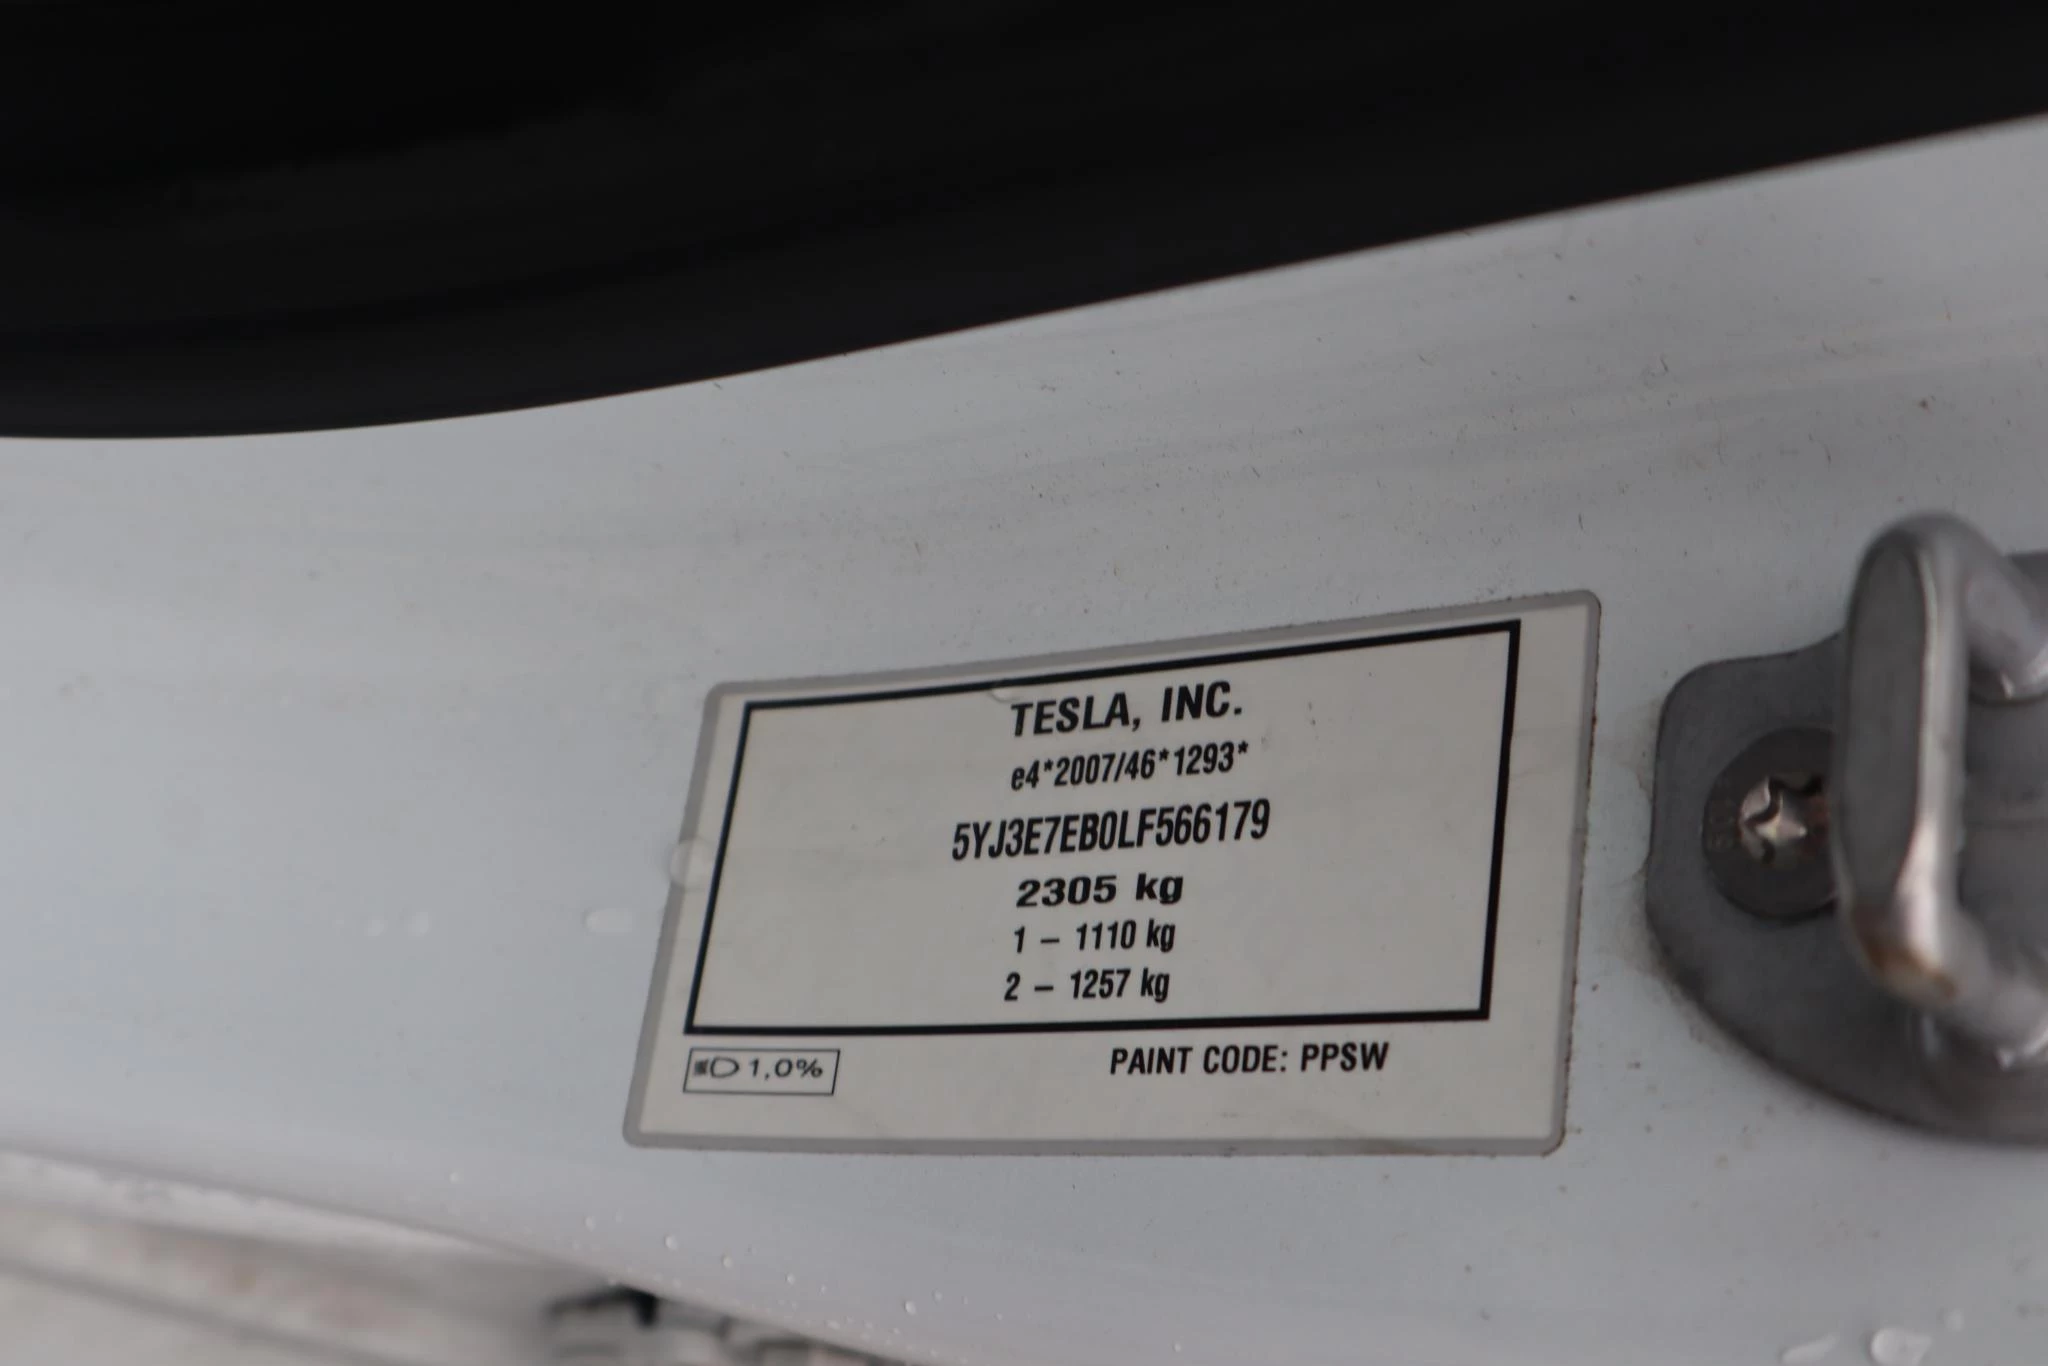 TESLA, INC.
e4*2007/46*1293*
5YJ3E7EB0LF566179
2305 kg
1 – 1110 kg
2 – 1257 kg
1,0%
PAINT CODE: PPSW